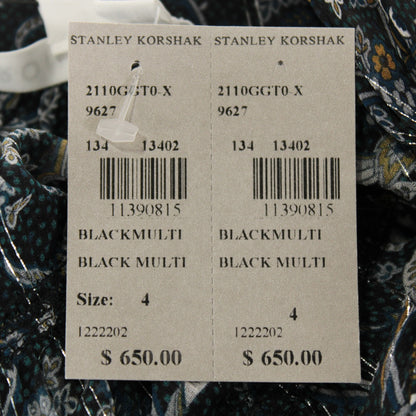 STANLEY KORSHAK STANLEY KORSHAK
2110GGT0-X 2110GGT0-X
9627 9627
134 13402 134 13402
11390815 11390815
BLACKMULTI BLACKMULTI
BLACK MULTI BLACK MULTI
Size: 4 4
1222202 1222202
$ 650.00 $ 650.00